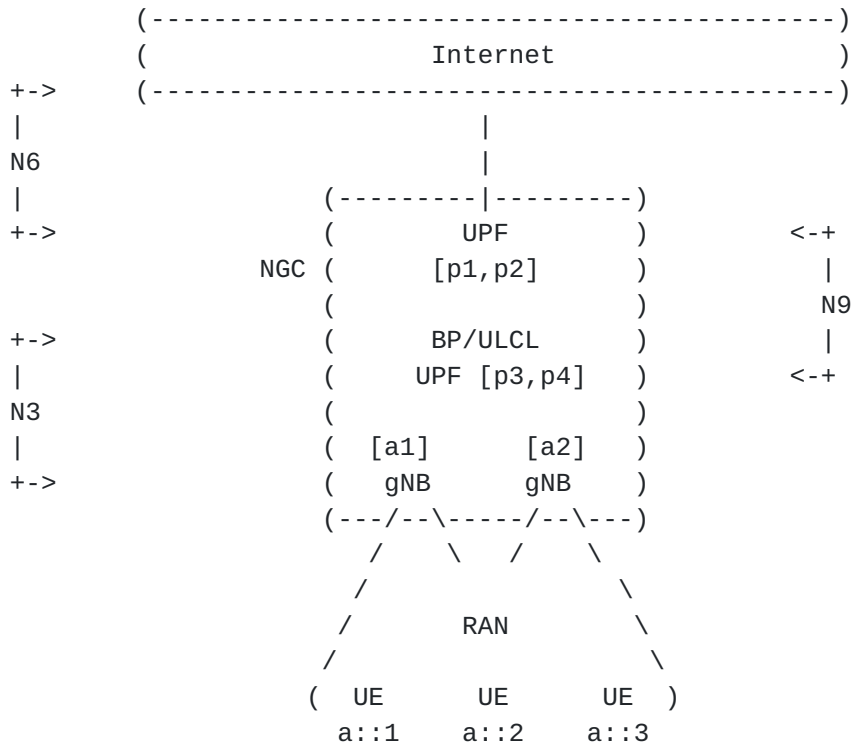 (--------------------------------------------)
(                  Internet                  )
+->     (--------------------------------------------)
|                             |
N6                            |
|                   (---------|---------)
+->                 (        UPF        )         <-+
NGC (      [p1,p2]      )           |
(                   )           N9
+->                 (      BP/ULCL      )           |
|                   (     UPF [p3,p4]   )         <-+
N3                  (                   )
|                   (  [a1]      [a2]   )
+->                 (   gNB      gNB    )
(---/--\-----/--\---)
/    \   /    \
/                \
/       RAN        \
/                    \
(  UE      UE      UE  )
a::1    a::2    a::3